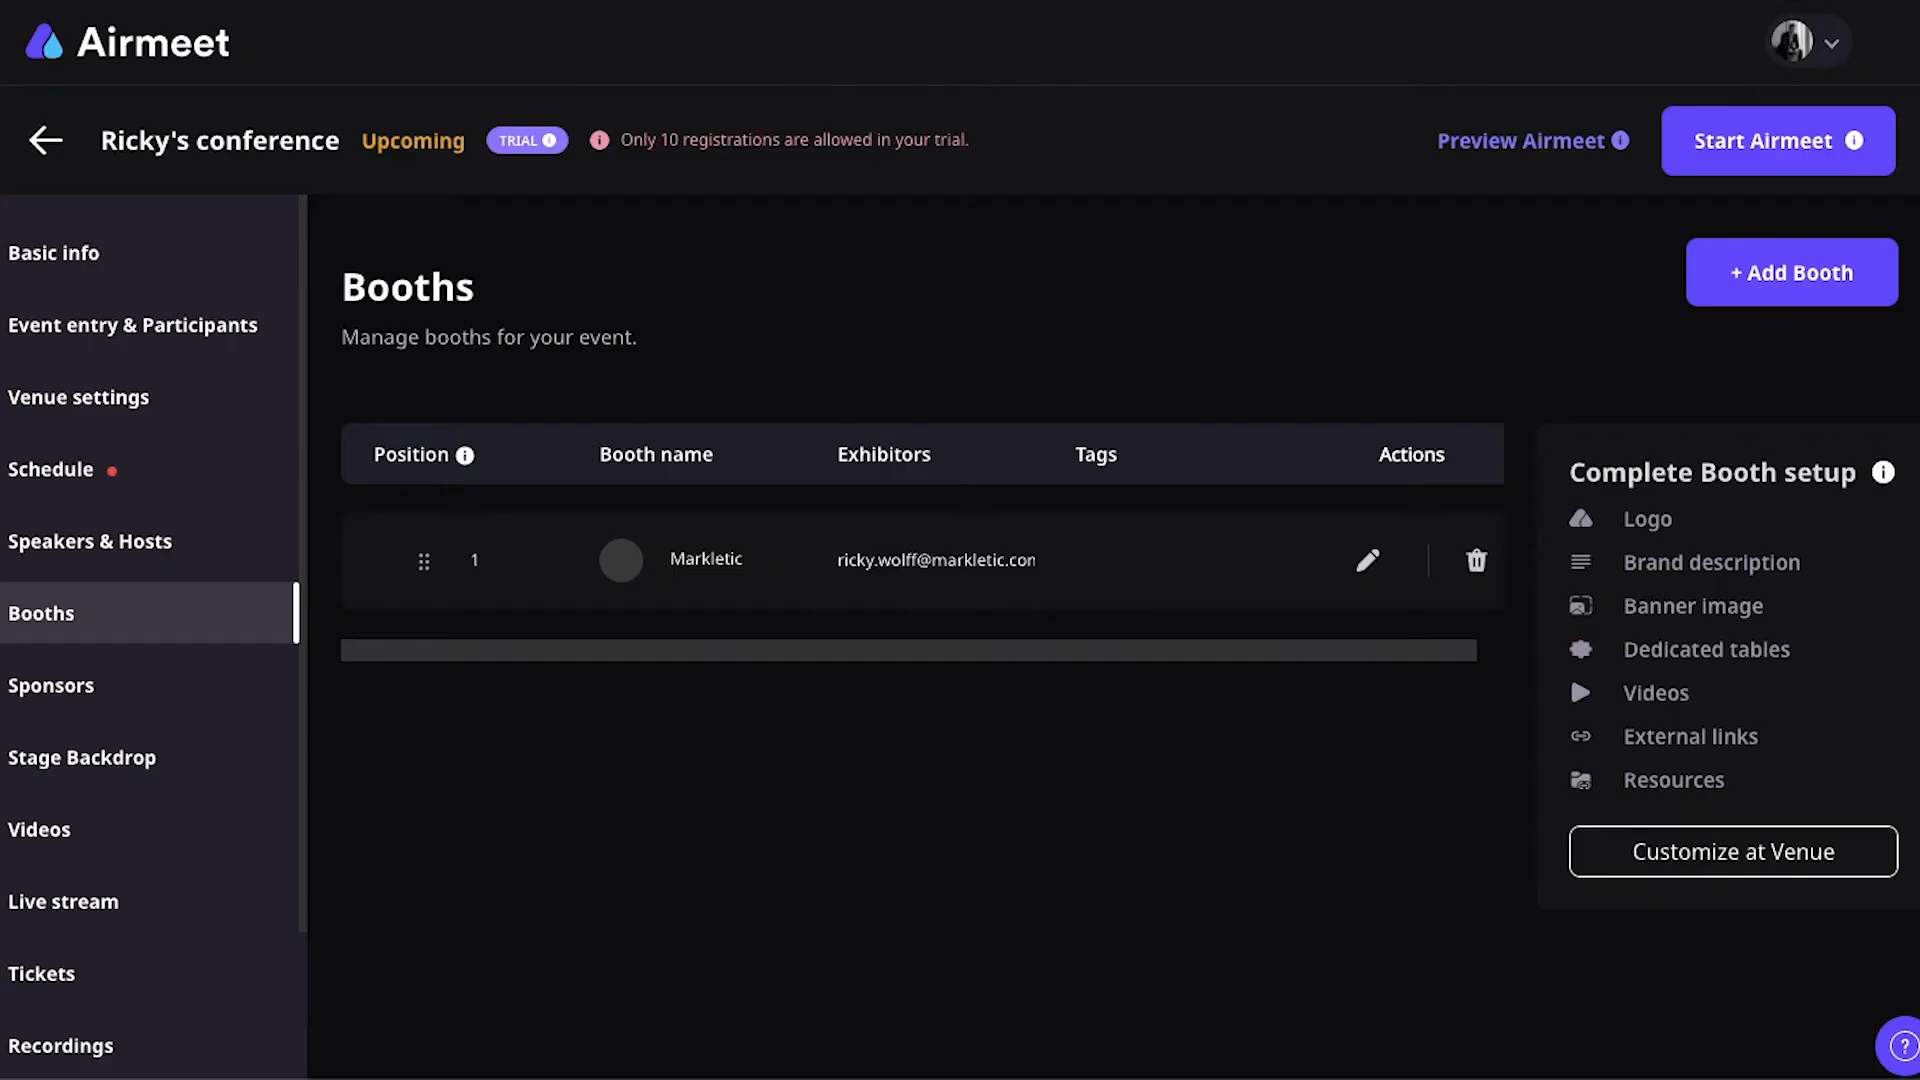 Airmeet
Ricky's conference Upcoming TRIAL Only 10 registrations are allowed in your trial. Preview Airmeet Start Airmeet
Basic info
Event entry & Participants
Venue settings
Schedule
Speakers & Hosts
Booths
Sponsors
Stage Backdrop
Videos
Live stream
Tickets
Recordings
Booths
Manage booths for your event.
+ Add Booth
Position Booth name Exhibitors Tags Actions
1 Markletic ricky.wolff@markletic.con
Complete Booth setup
Logo
Brand description
Banner image
Dedicated tables
Videos
External links
Resources
Customize at Venue